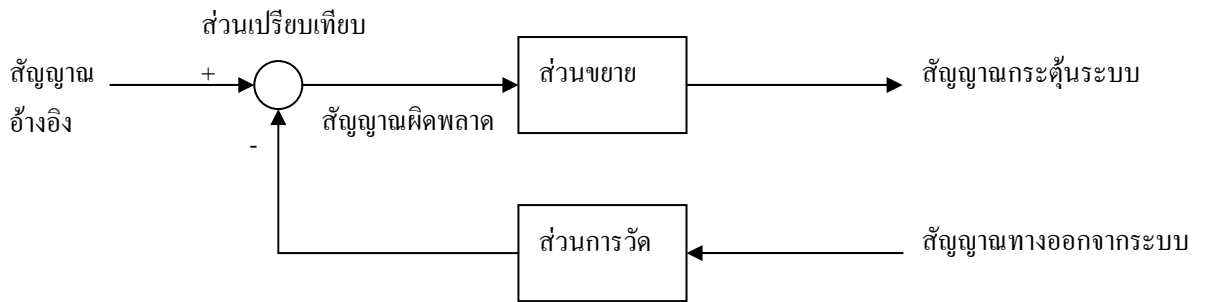 ส่วนเปรียบเทียบ
สัญญาณ
อ้างอิง
+
-
สัญญาณผิดพลาด
ส่วนขยาย
สัญญาณกระตุ้นระบบ
ส่วนการวัด
สัญญาณทางออกจากระบบ